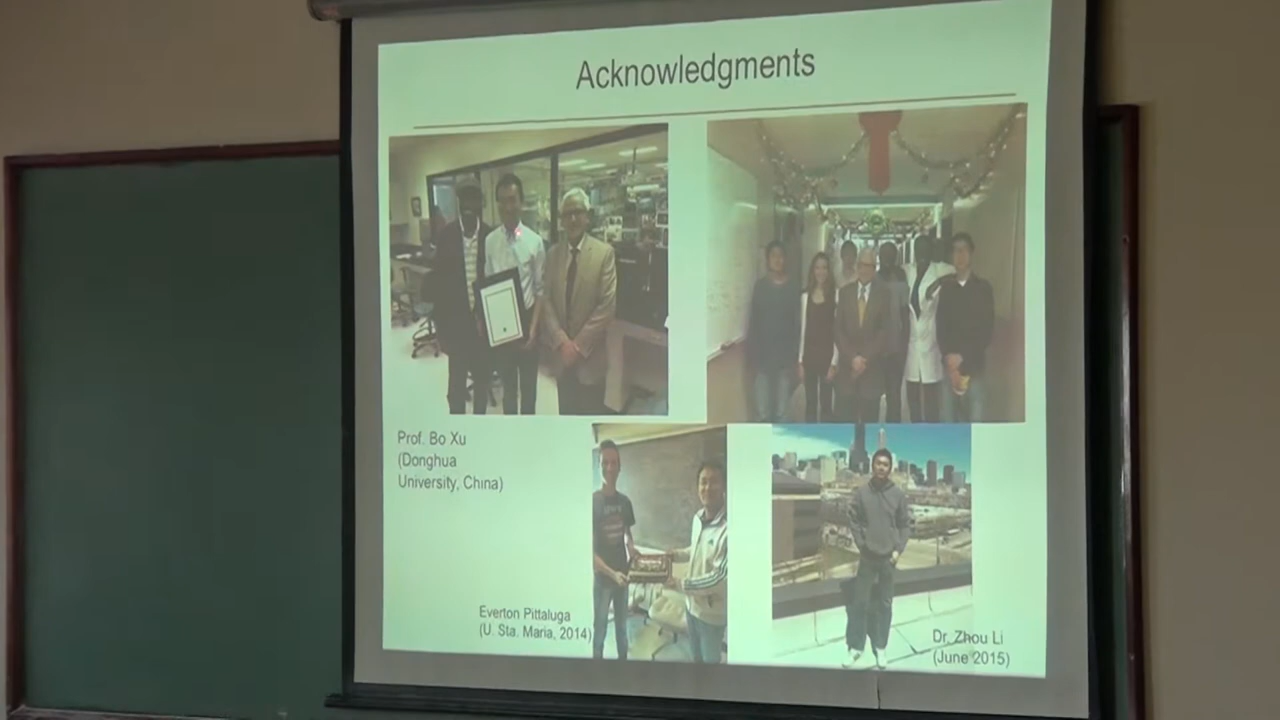 Acknowledgments
Prof. Bo Xu
(Donghua
University, China)
Everton Pittaluga
(U. Sta. Maria, 2014)
Dr. Zhou Li
(June 2015)